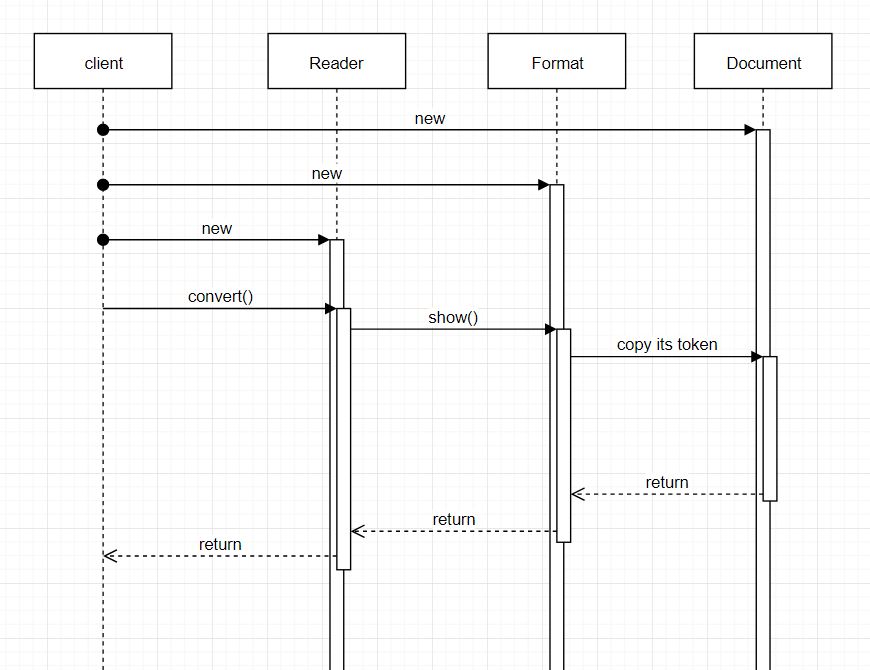 client
Reader
Format
Document
new
new
new
convert()
show()
copy its token
return
return
return